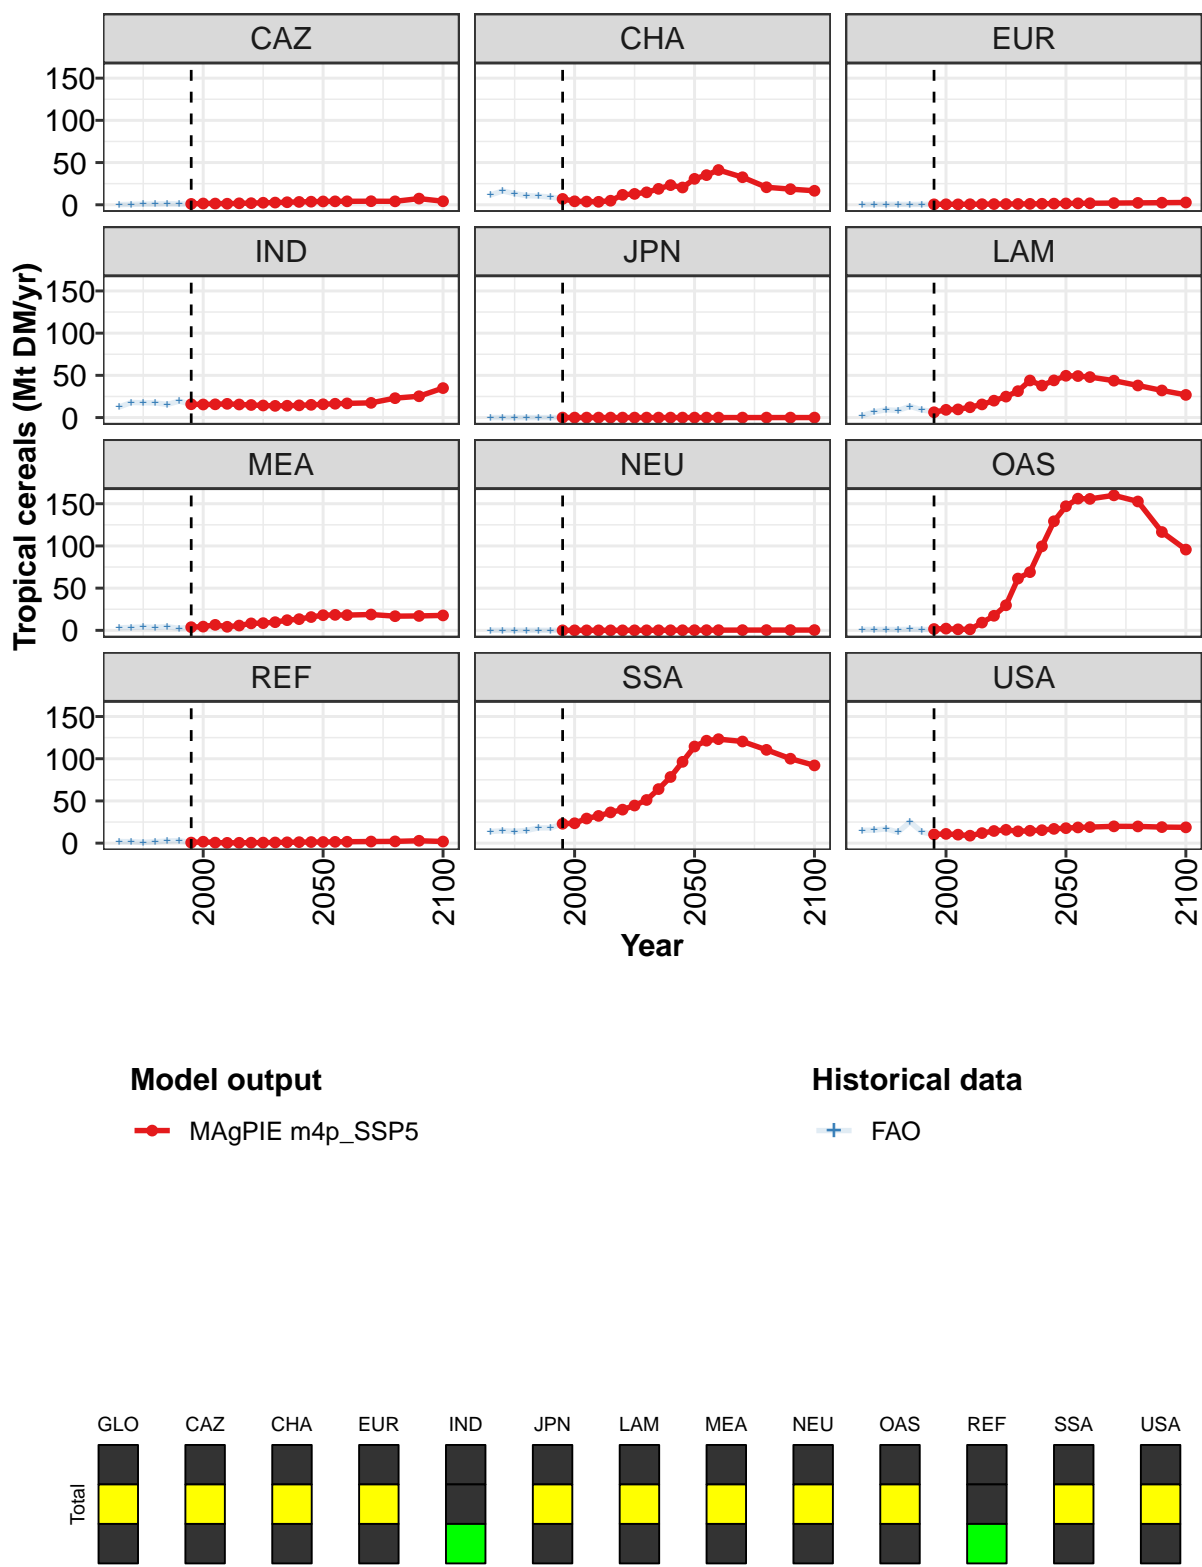 CAZ CHA EUR
150
100
50
0
IND JPN LAM
150
100
50
0
MEA NEU OAS
150
100
50
0
REF SSA USA
150
100
50
0
Tropical cereals (Mt DM/yr)
2000 2050 2100 2000 2050 2100 2000 2050 2100
Year
Model output Historical data
MAgPIE m4p_SSP5 FAO
GLO CAZ CHA EUR IND JPN LAM MEA NEU OAS REF SSA USA
Total